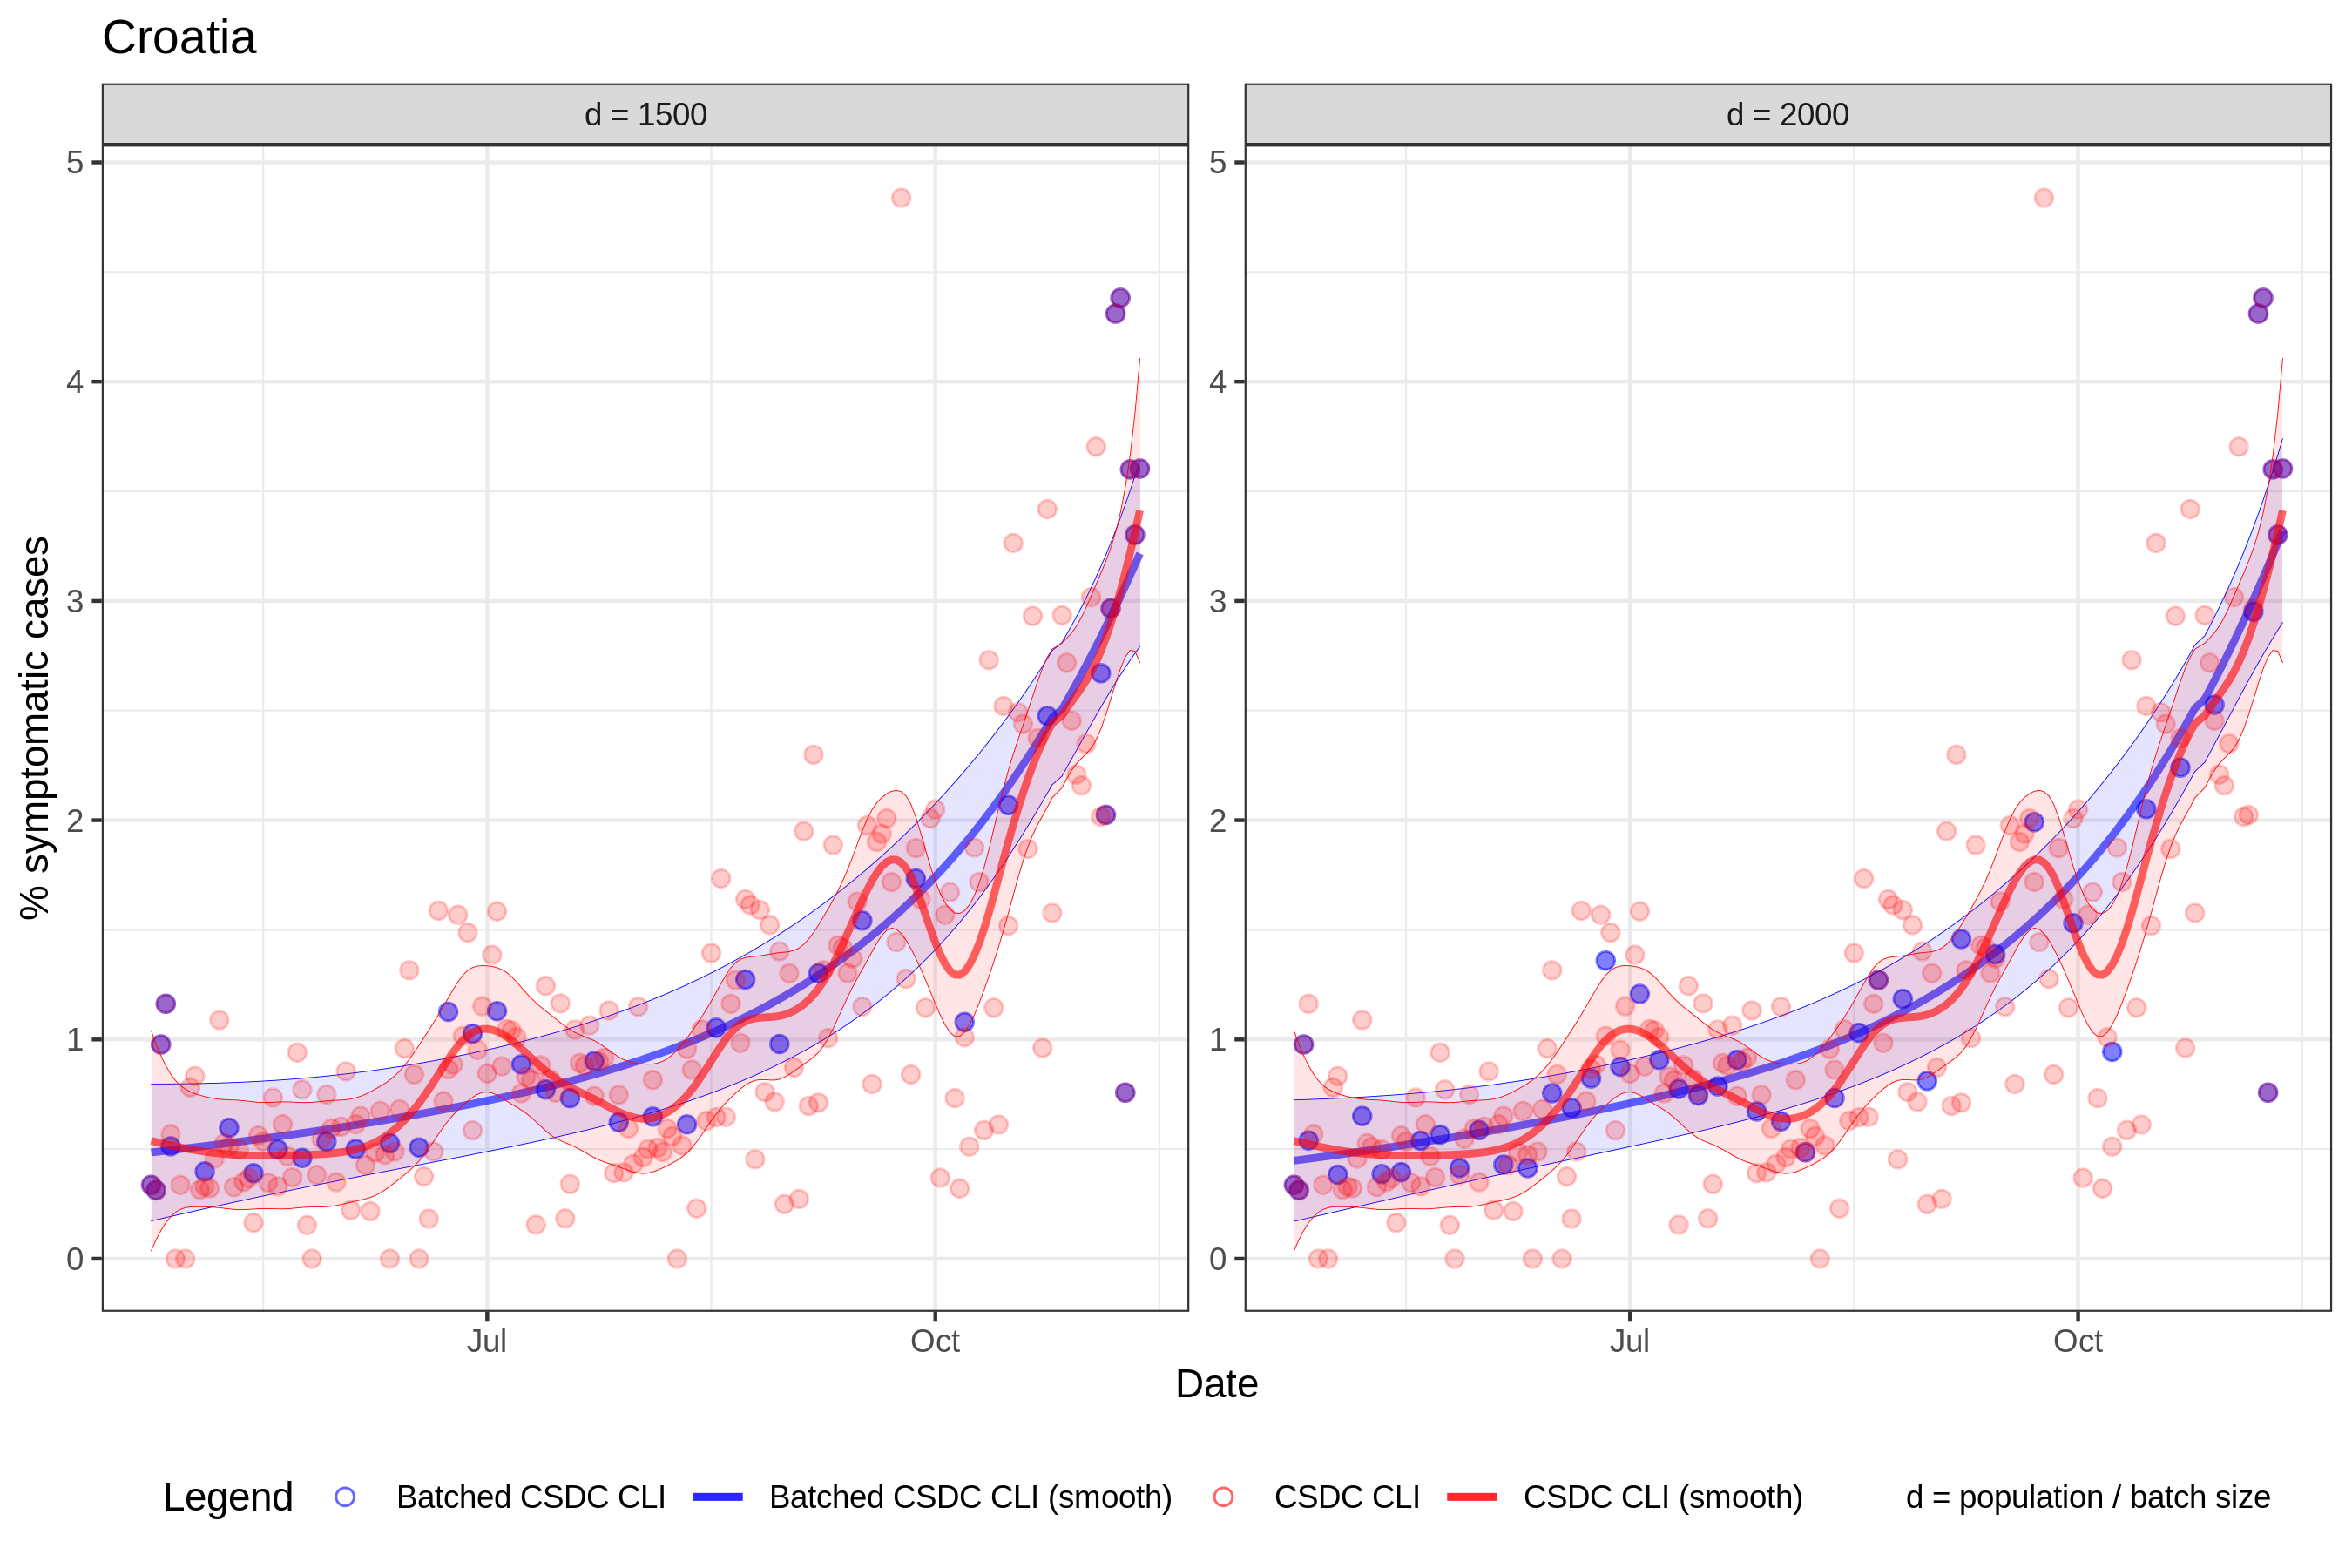 Croatia
d = 1500
d = 2000
% symptomatic cases
5
4
3
2
1
0
5
4
3
2
1
0
Jul
Oct
Jul
Oct
Date
Legend Batched CSDC CLI Batched CSDC CLI (smooth) CSDC CLI CSDC CLI (smooth) d = population / batch size